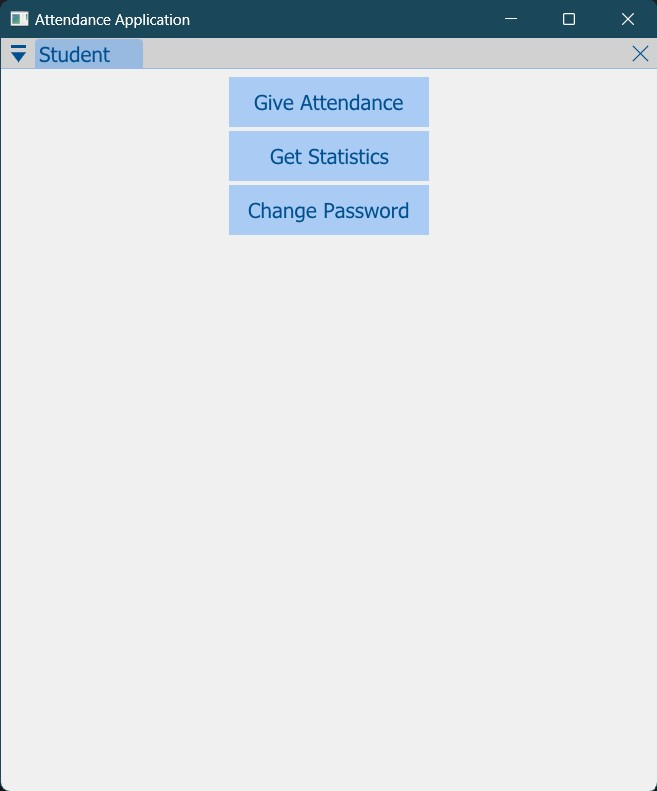 Attendance Application
Student
Give Attendance
Get Statistics
Change Password